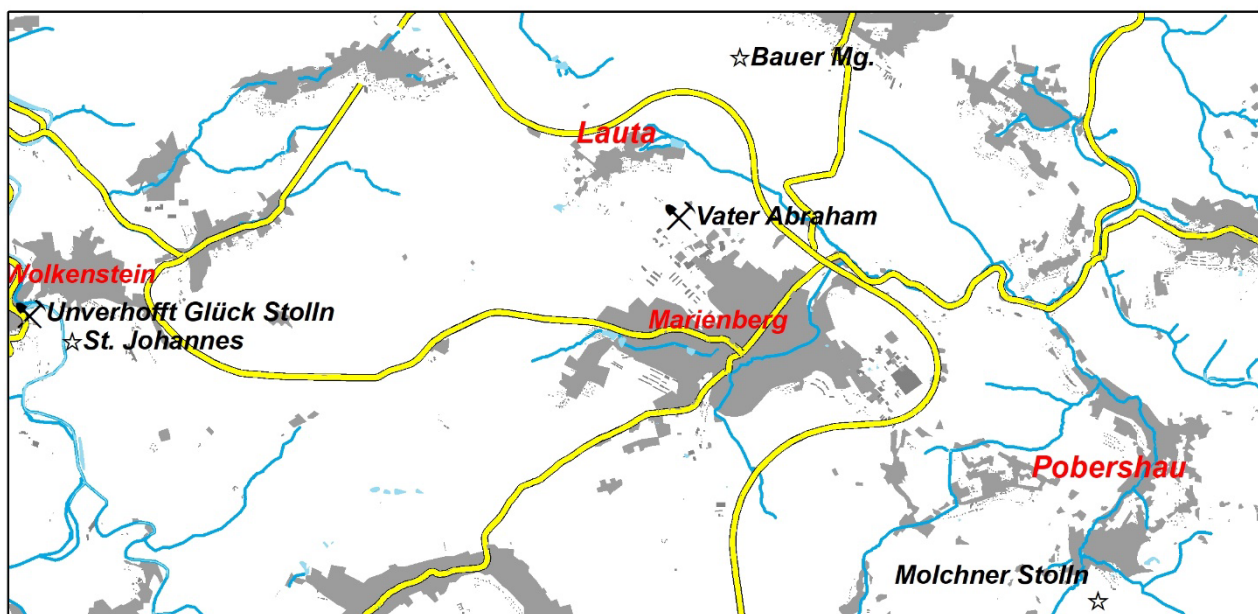 Bauer Mg.
Lauta
Vater Abraham
Wolkenstein
Unverhofft Glück Stolln
Marienberg
St. Johannes
Pobershau
Molchner Stolln